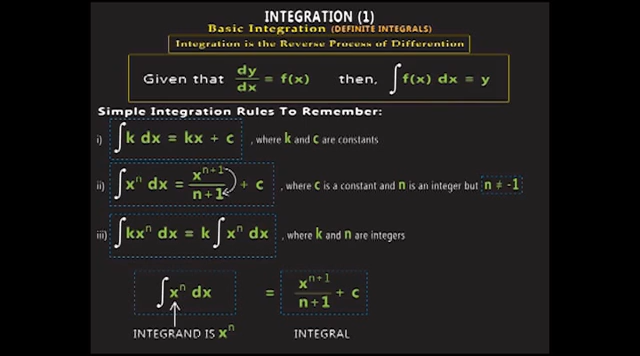 INTEGRATION (1)
Basic Integration (DEFINITE INTEGRALS)
Integration is the Reverse Process of Differention
Given that dy/dx = f(x) then, ∫ f(x) dx = y
Simple Integration Rules To Remember:
i) ∫ k dx = kx + c , where k and c are constants
ii) ∫ xⁿ dx = xⁿ⁺¹/n+1 + c , where c is a constant and n is an integer but n ≠ -1
iii) ∫ kxⁿ dx = k ∫ xⁿ dx , where k and n are integers
∫ xⁿ dx = xⁿ⁺¹/n+1 + c
INTEGRAND IS xⁿ INTEGRAL